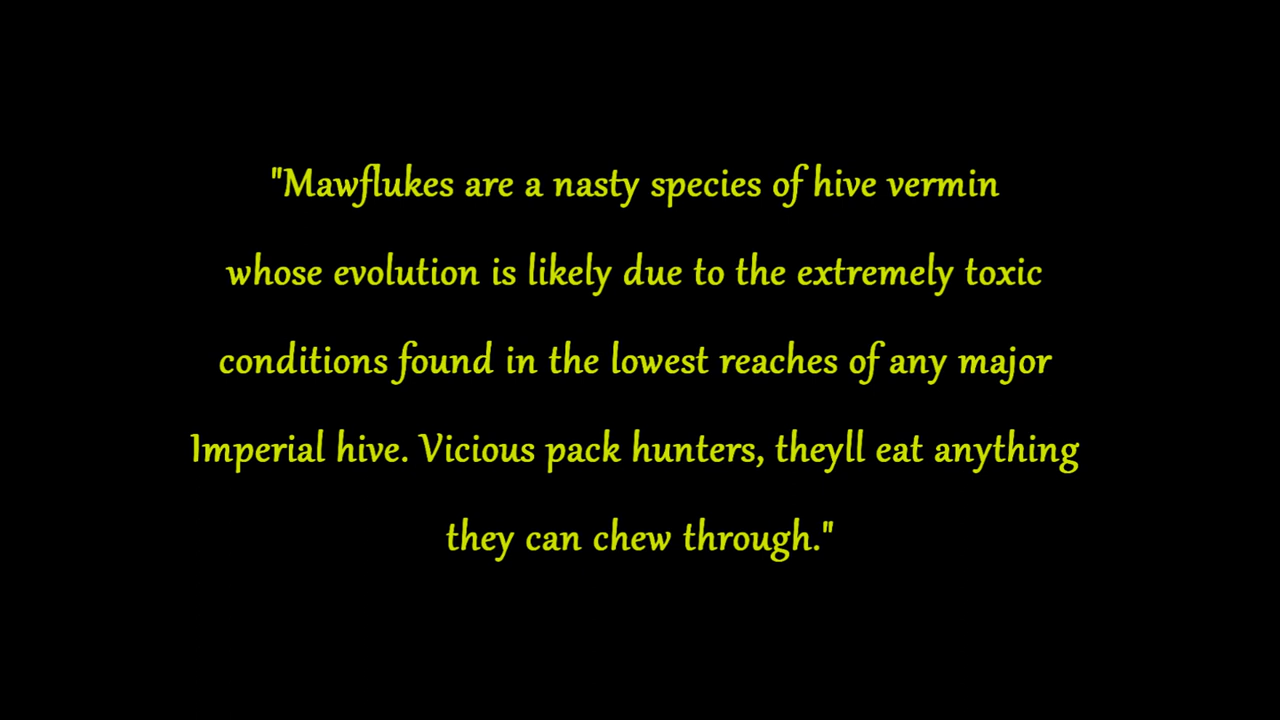 "Mawflukes are a nasty species of hive vermin
whose evolution is likely due to the extremely toxic
conditions found in the lowest reaches of any major
Imperial hive. Vicious pack hunters, theyll eat anything
they can chew through."